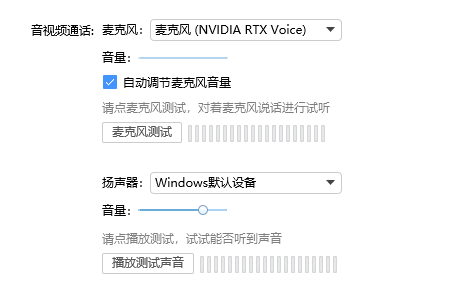 音视频通话: 麦克风: 麦克风 (NVIDIA RTX Voice)
音量:
自动调节麦克风音量
请点麦克风测试，对着麦克风说话进行试听
麦克风测试
扬声器: Windows默认设备
音量:
请点播放测试，试试能否听到声音
播放测试声音